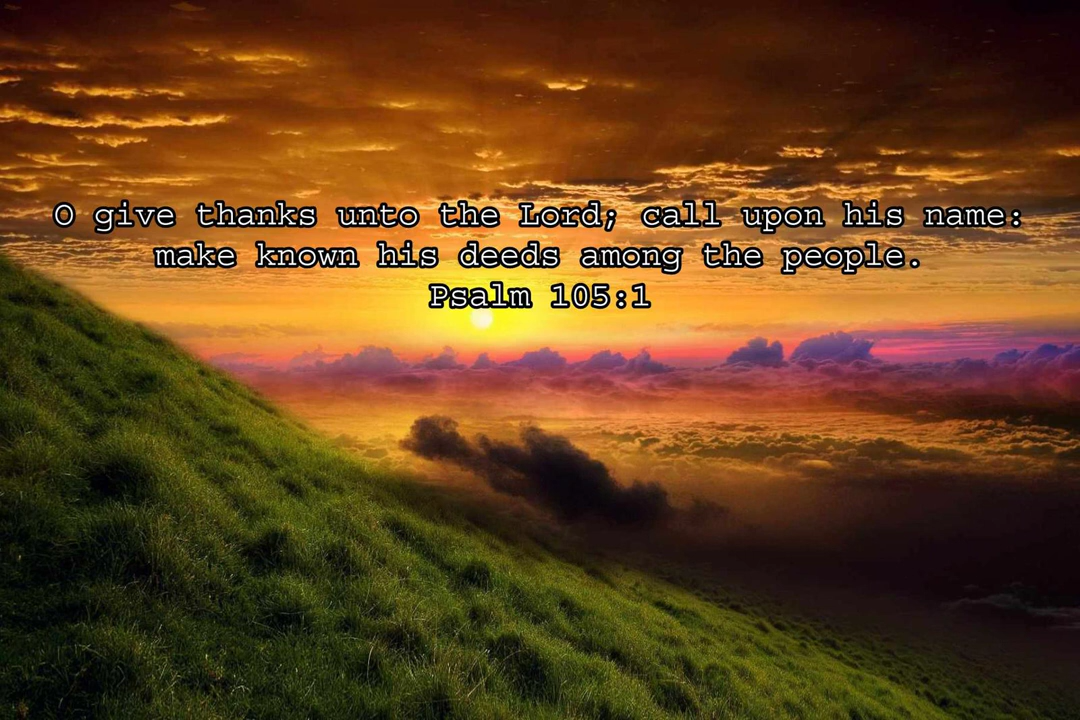 O give thanks unto the Lord; call upon his name:
make known his deeds among the people.
Psalm 105:1